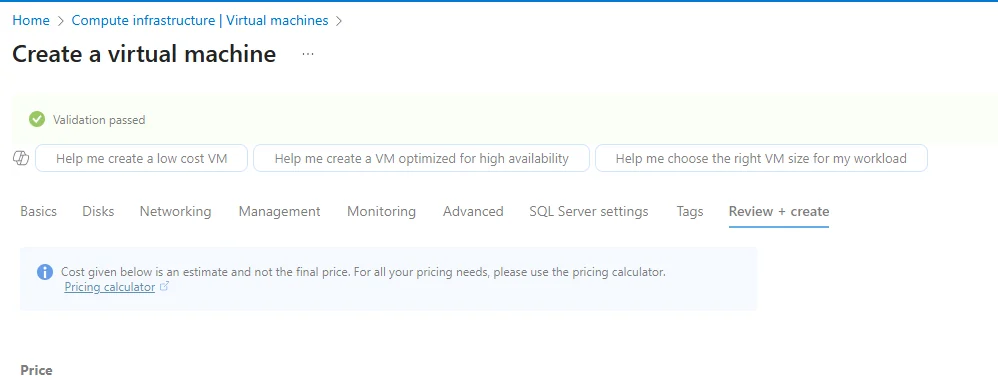 Home > Compute infrastructure | Virtual machines >
Create a virtual machine ...
Validation passed
Help me create a low cost VM Help me create a VM optimized for high availability Help me choose the right VM size for my workload
Basics Disks Networking Management Monitoring Advanced SQL Server settings Tags Review + create
Cost given below is an estimate and not the final price. For all your pricing needs, please use the pricing calculator.
Pricing calculator
Price